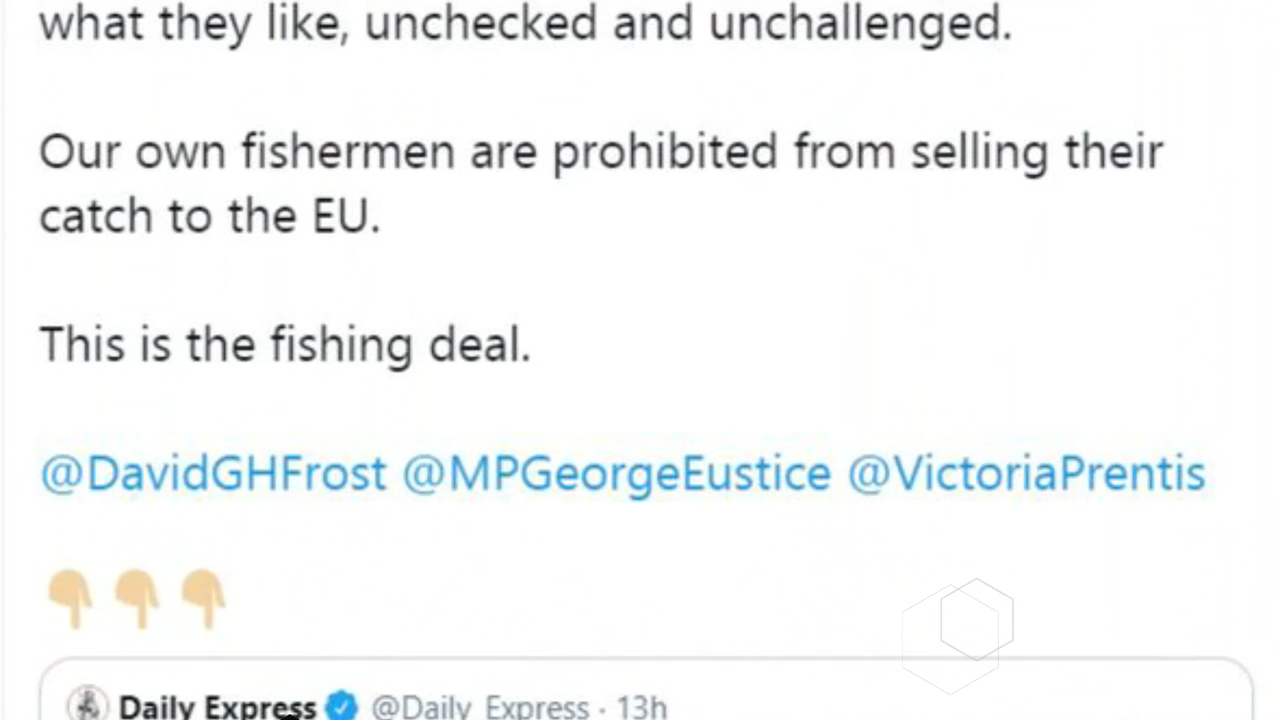 what they like, unchecked and unchallenged.
Our own fishermen are prohibited from selling their
catch to the EU.
This is the fishing deal.
@DavidGHFrost @MPGeorgeEustice @VictoriaPrentis
Daily Express @Daily_Express · 13h